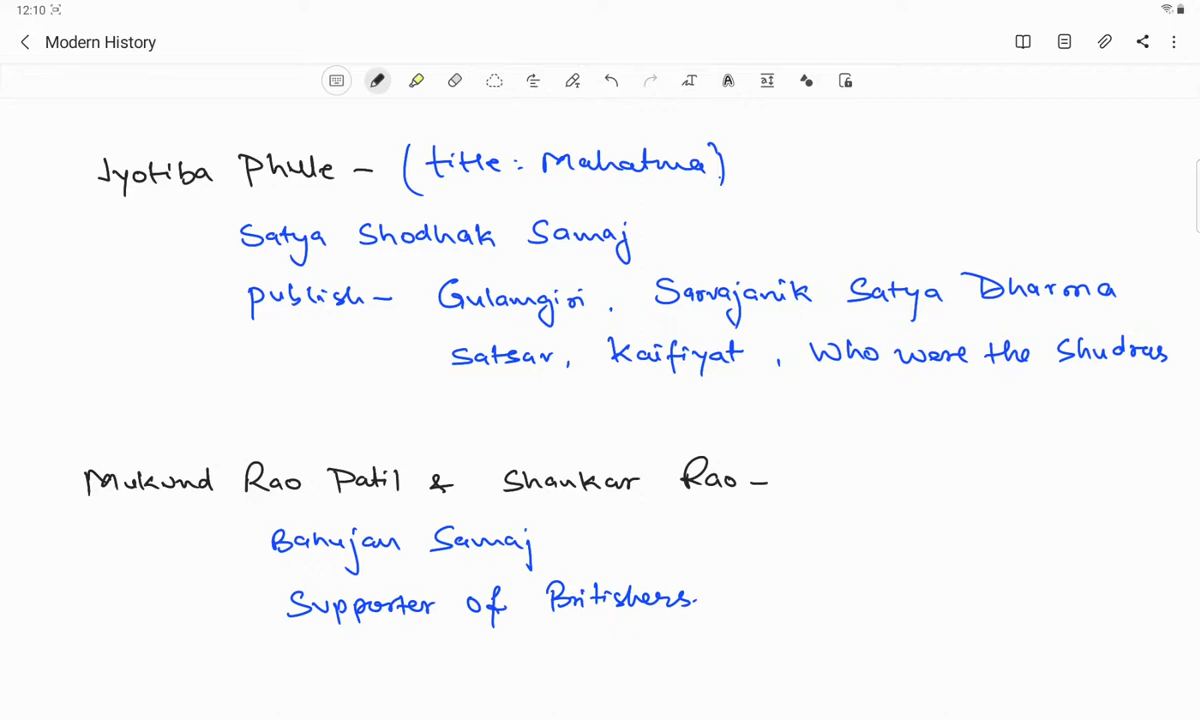 12:10
Modern History
Jyotiba Phule - (title: Mahatma)
Satya Shodhak Samaj
publish - Gulamgiri, Sarvajanik Satya Dharma
Satsar, Kaifiyat, Who were the Shudras
Mukund Rao Patil & Shankar Rao -
Bahujan Samaj
Supporter of Britishers.